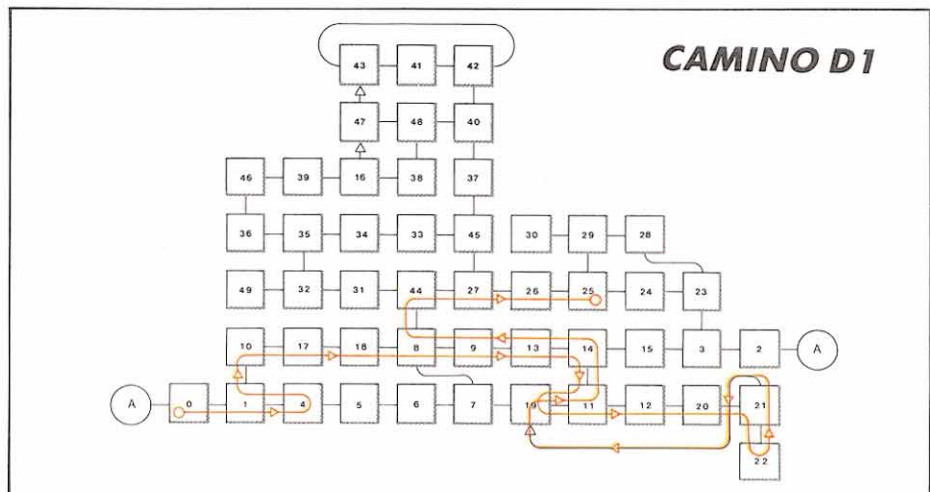 CAMINO D1
43 41 42
47 48 40
46 39 16 38 37
36 35 34 33 45 30 29 28
49 32 31 44 27 26 25 24 23
10 17 18 8 9 13 14 15 3 2 A
A 0 1 4 5 6 7 19 11 12 20 21
22